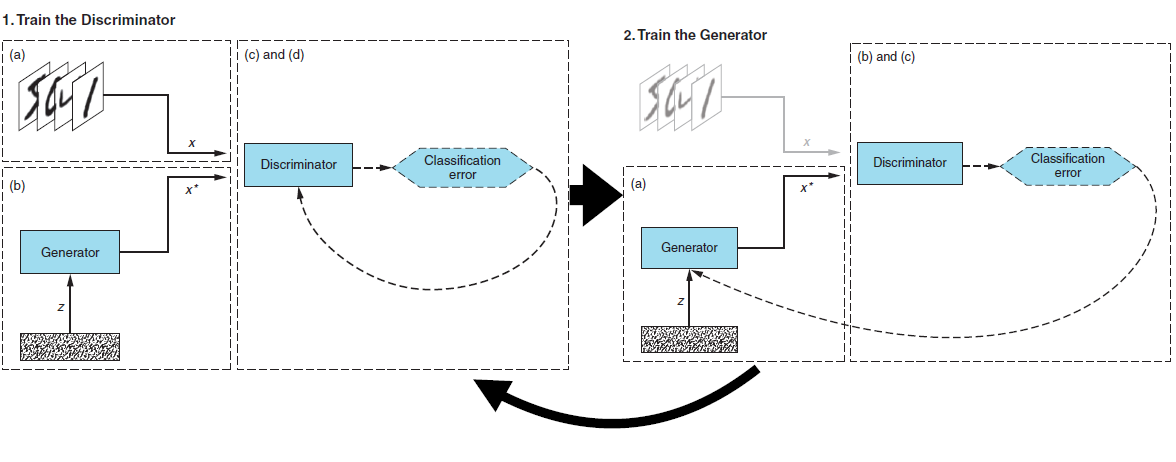 1. Train the Discriminator
(a)
x
(b)
x*
Generator
z
(c) and (d)
Discriminator
Classification
error
2. Train the Generator
x
(a)
x*
Generator
z
(b) and (c)
Discriminator
Classification
error